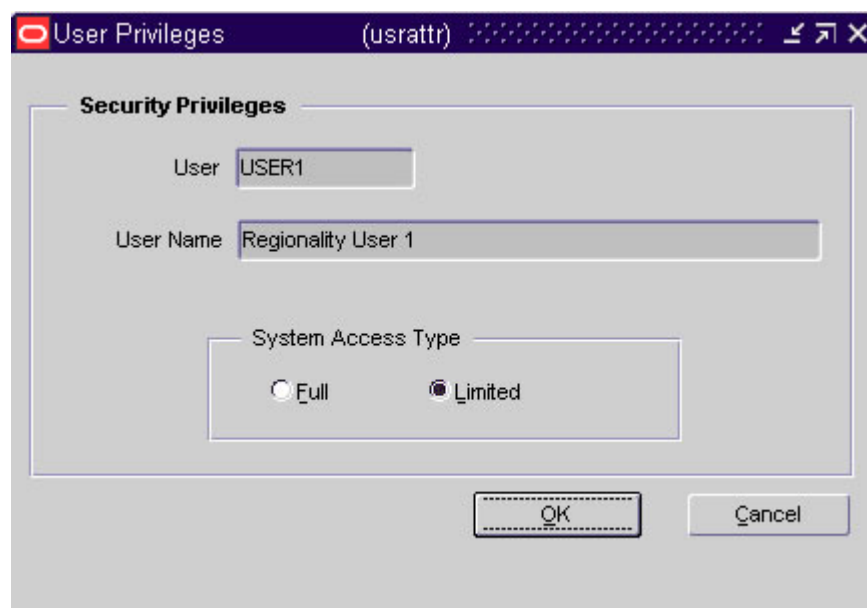 User Privileges (usrattr)
Security Privileges
User USER1
User Name Regionality User 1
System Access Type
Full Limited
OK Cancel